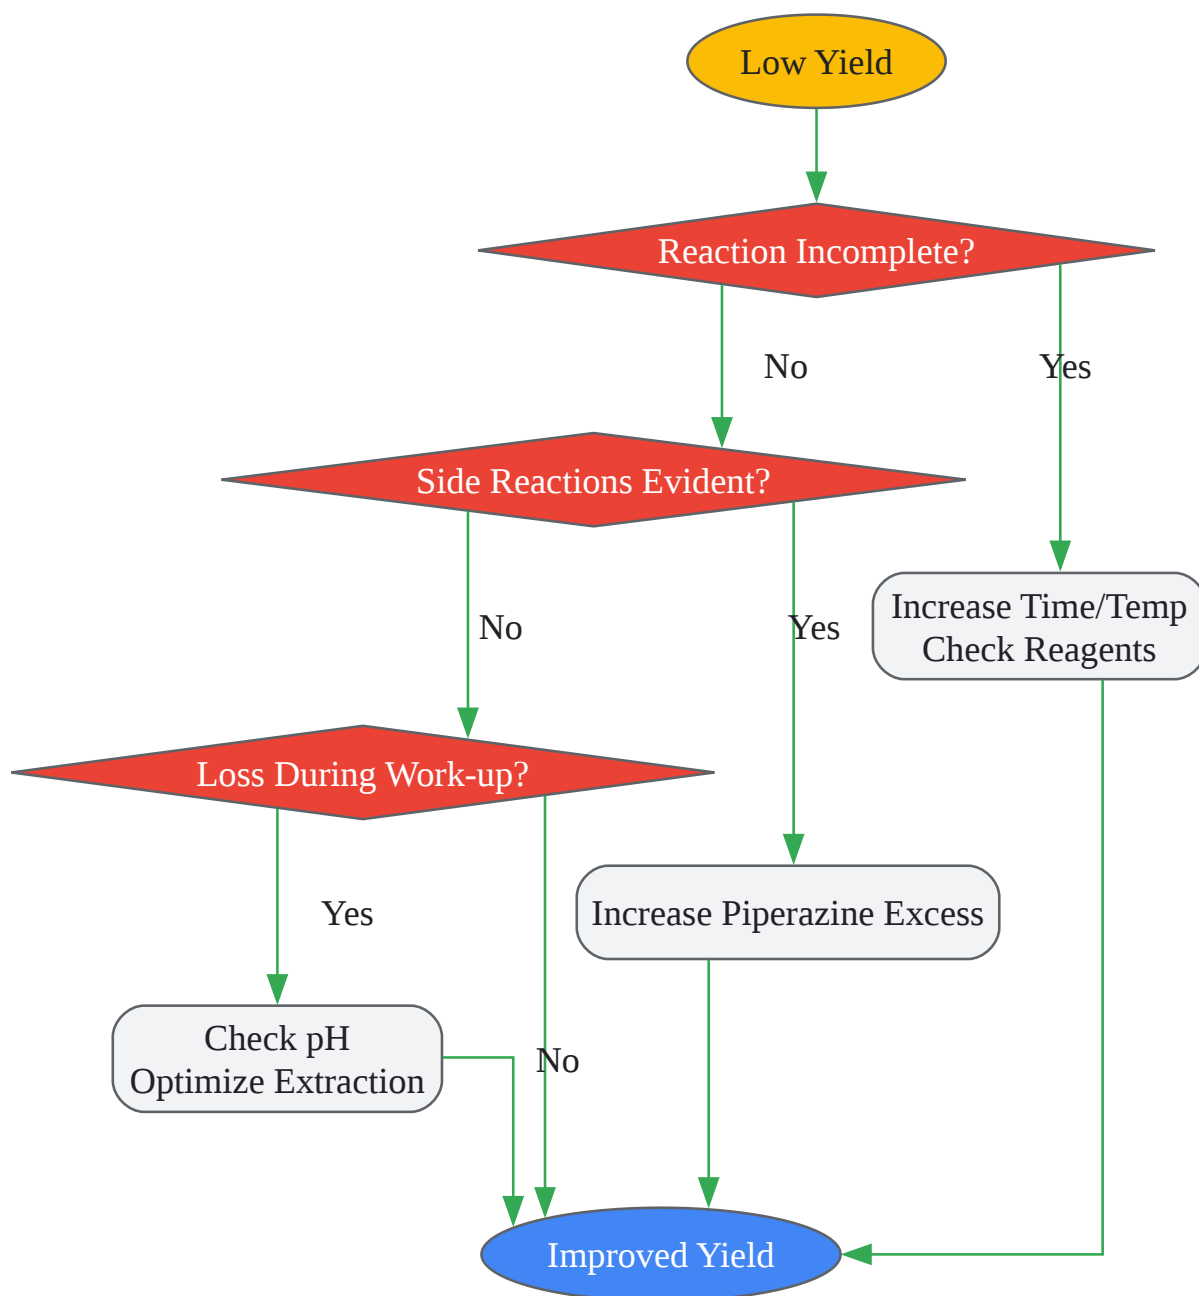 Low Yield
Reaction Incomplete?
No
Yes
Side Reactions Evident?
No
Yes
Increase Time/Temp
Check Reagents
Loss During Work-up?
Yes
Increase Piperazine Excess
Check pH
Optimize Extraction
No
Improved Yield